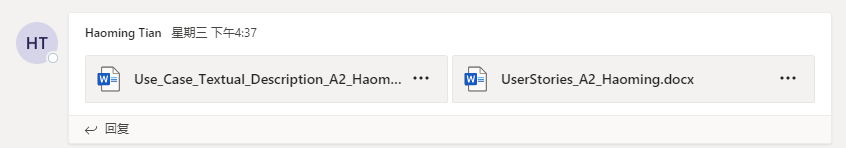 HT
Haoming Tian 星期三 下午4:37
Use_Case_Textual_Description_A2_Haom... ...
UserStories_A2_Haoming.docx ...
回复